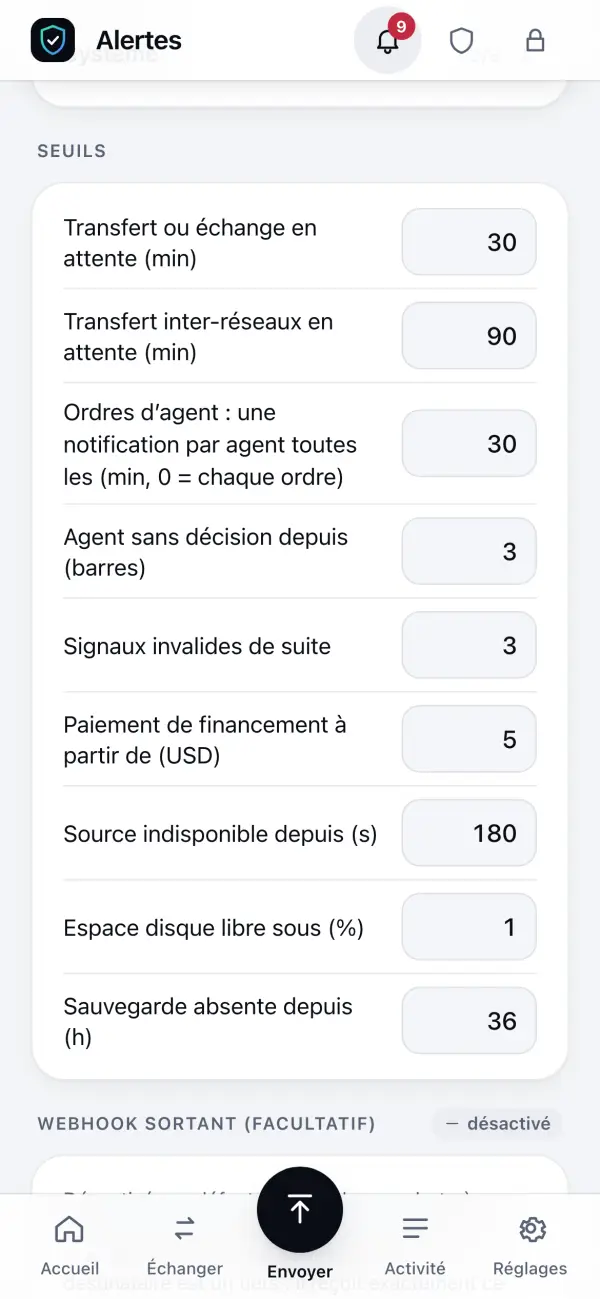 Alertes
9
SEUILS
Transfert ou échange en
attente (min)
30
Transfert inter-réseaux en
attente (min)
90
Ordres d’agent : une
notification par agent toutes
les (min, 0 = chaque ordre)
30
Agent sans décision depuis
(barres)
3
Signaux invalides de suite
3
Paiement de financement à
partir de (USD)
5
Source indisponible depuis (s)
180
Espace disque libre sous (%)
1
Sauvegarde absente depuis
(h)
36
WEBHOOK SORTANT (FACULTATIF)
— désactivé
Accueil
Échanger
Envoyer
Activité
Réglages